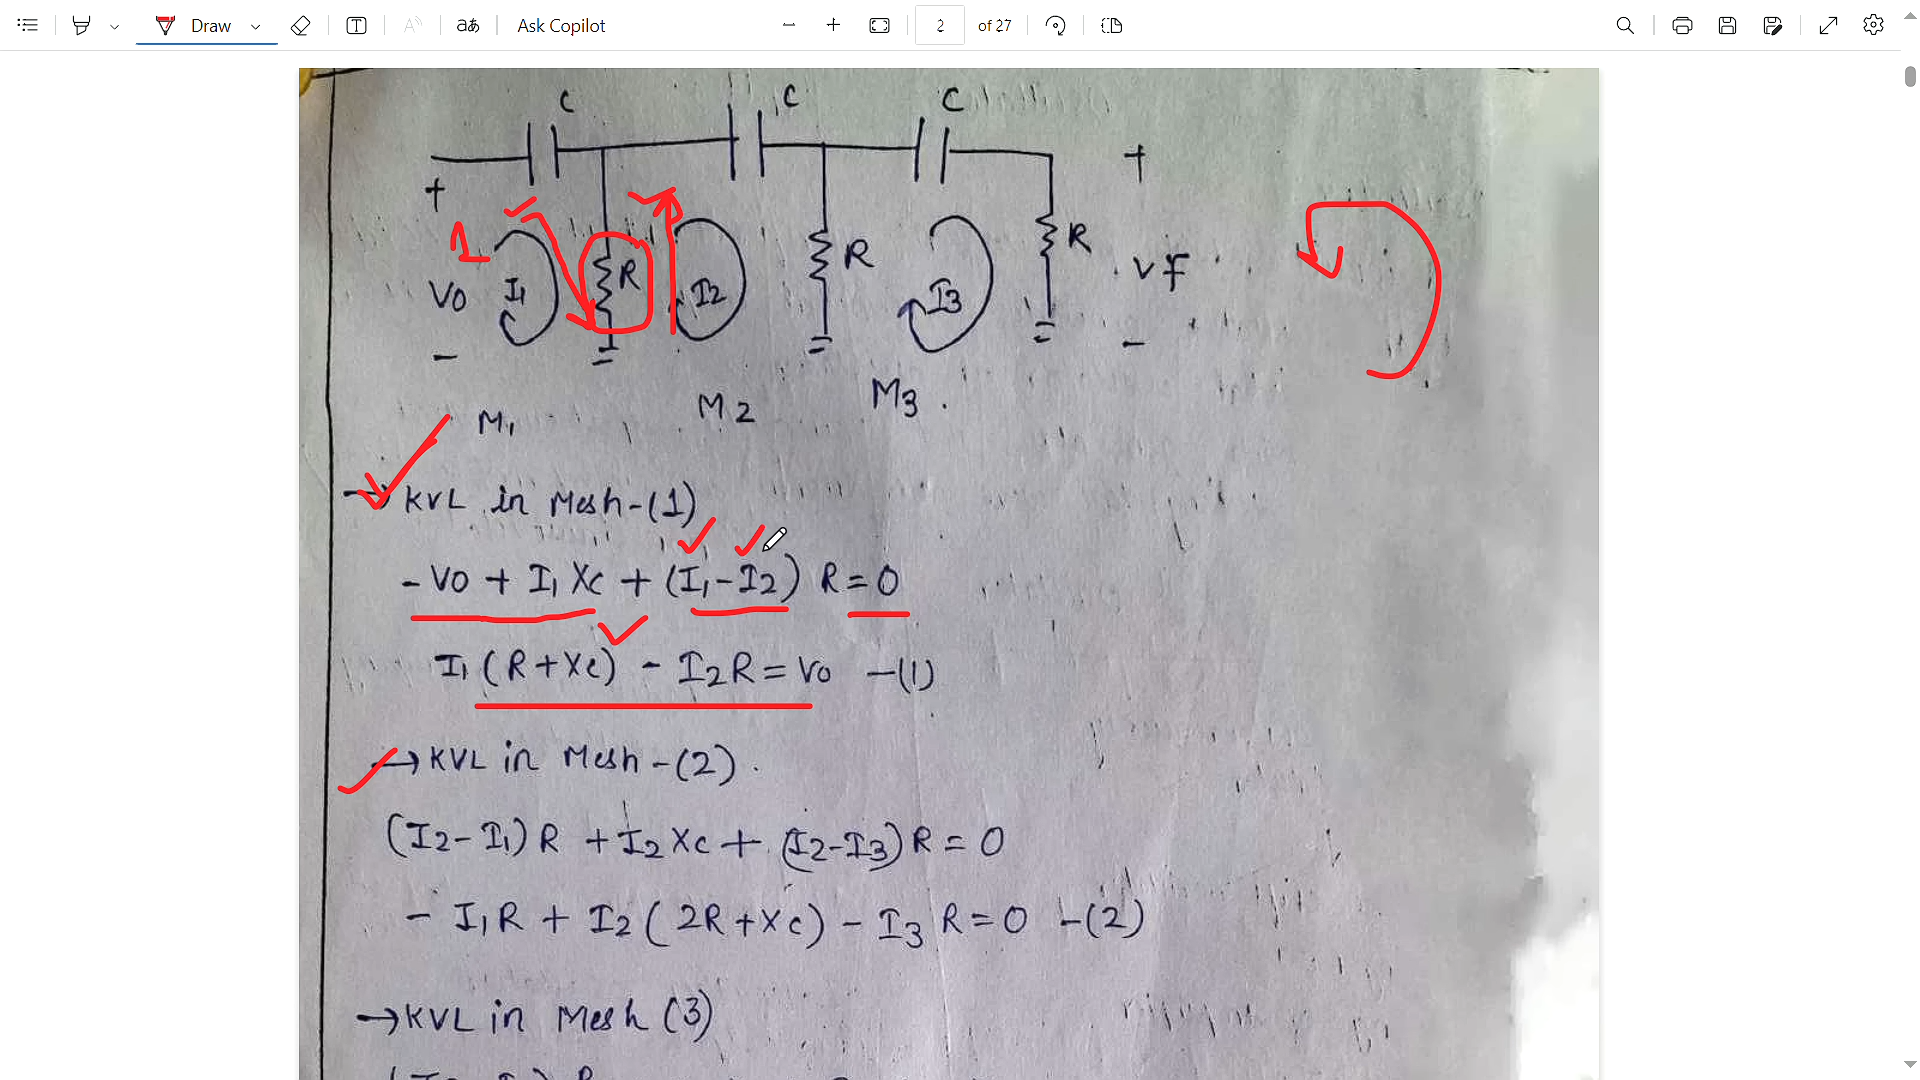 Draw
Ask Copilot
2 of 27
C C C
+ +
1 I1 R I2 R I3 R
Vo Vf
- -
M1 M2 M3 .
→ KVL in Mesh-(1)
- Vo + I1 Xc + (I1-I2) R = 0
I1 (R+Xc) - I2R = Vo -(1)
→ KVL in Mesh-(2).
(I2-I1) R + I2 Xc + (I2-I3) R = 0
- I1R + I2 (2R+Xc) - I3 R = 0 -(2)
→ KVL in Mesh (3)